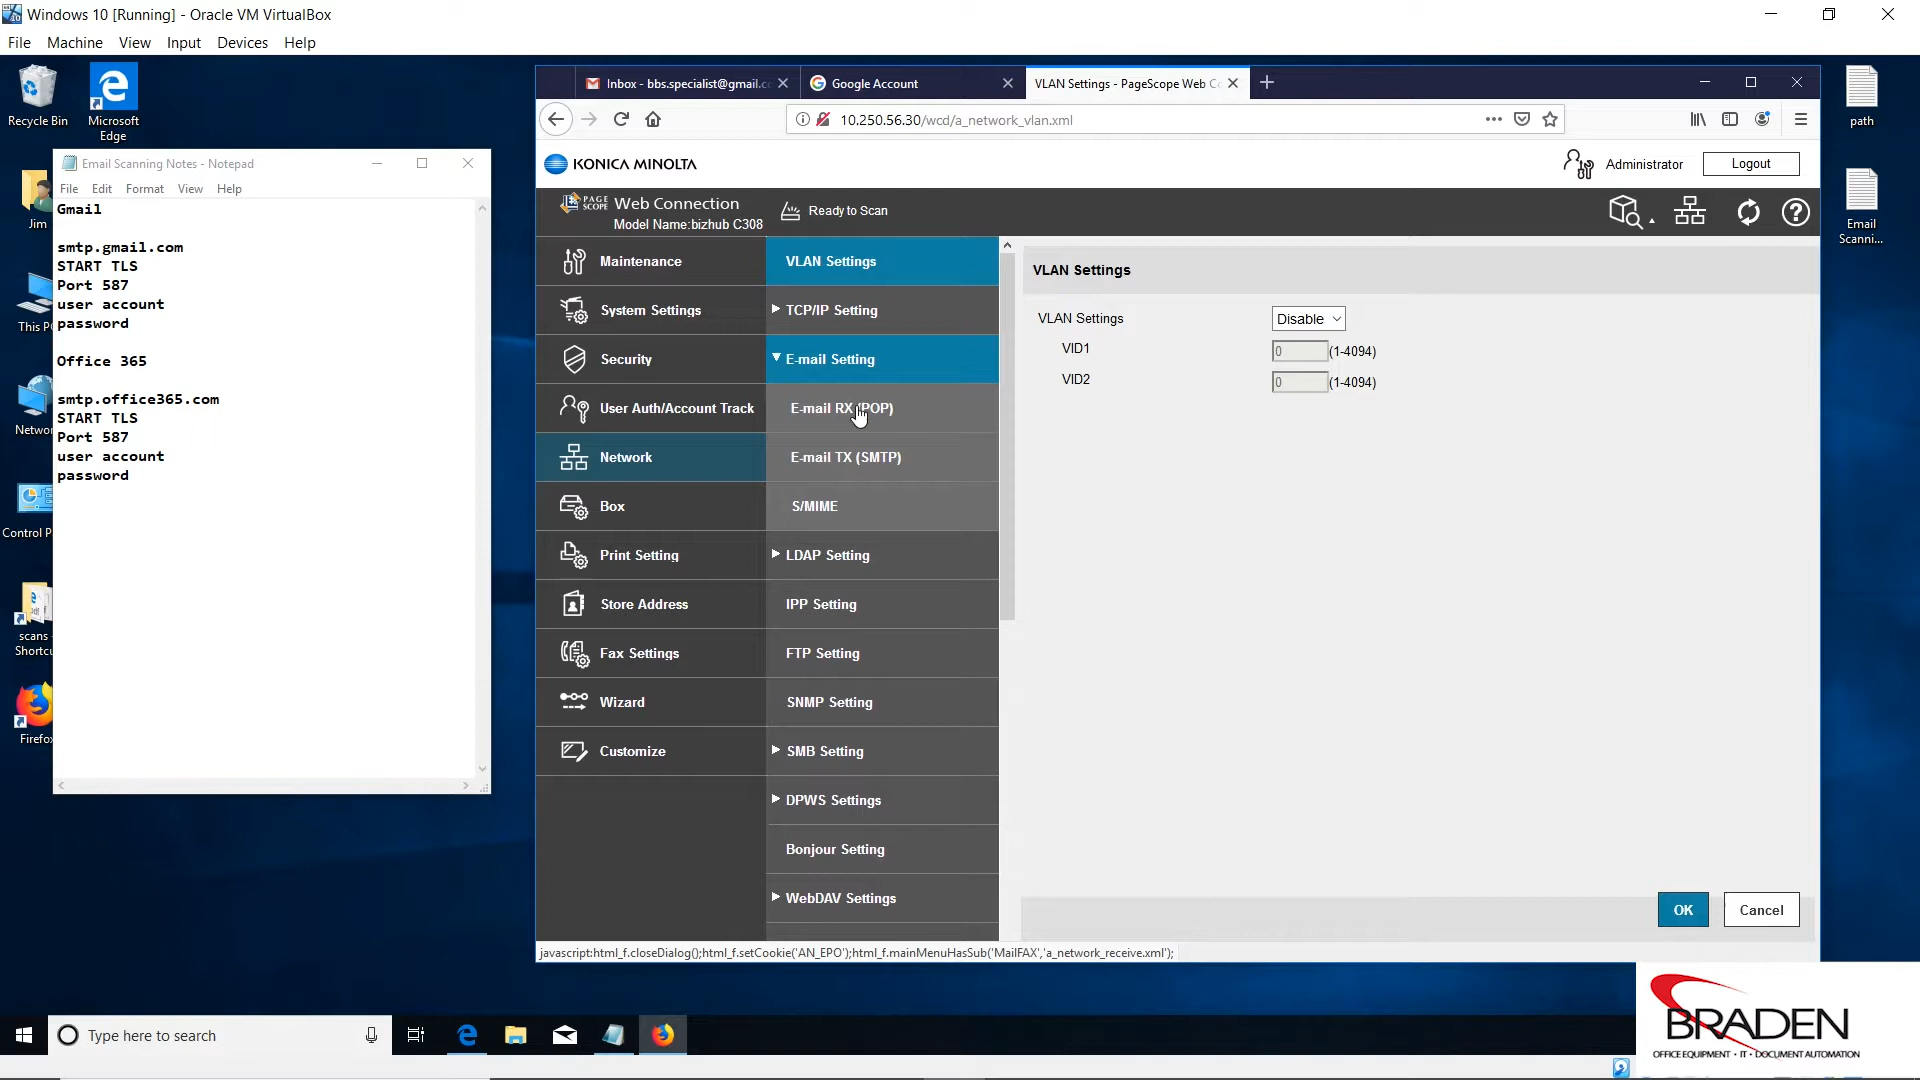 Windows 10 [Running] - Oracle VM VirtualBox
File Machine View Input Devices Help
Recycle Bin
Microsoft
Edge
Jim
This PC
Networ
Control P
scans -
Shortcu
Firefo
Email Scanning Notes - Notepad
File Edit Format View Help
Gmail
smtp.gmail.com
START TLS
Port 587
user account
password
Office 365
smtp.office365.com
START TLS
Port 587
user account
password
Inbox - bbs.specialist@gmail.c
Google Account
VLAN Settings - PageScope Web Co
10.250.56.30/wcd/a_network_vlan.xml
KONICA MINOLTA
Administrator
Logout
PAGE
SCOPE
Web Connection
Model Name:bizhub C308
Ready to Scan
Maintenance
System Settings
Security
User Auth/Account Track
Network
Box
Print Setting
Store Address
Fax Settings
Wizard
Customize
VLAN Settings
TCP/IP Setting
E-mail Setting
E-mail RX (POP)
E-mail TX (SMTP)
S/MIME
LDAP Setting
IPP Setting
FTP Setting
SNMP Setting
SMB Setting
DPWS Settings
Bonjour Setting
WebDAV Settings
VLAN Settings
VLAN Settings Disable
VID1 0 (1-4094)
VID2 0 (1-4094)
OK Cancel
javascript:html_f.closeDialog();html_f.setCookie('AN_EPO');html_f.mainMenuHasSub('MailFAX','a_network_receive.xml');
path
Email
Scanni...
Type here to search
BRADEN
OFFICE EQUIPMENT • IT • DOCUMENT AUTOMATION